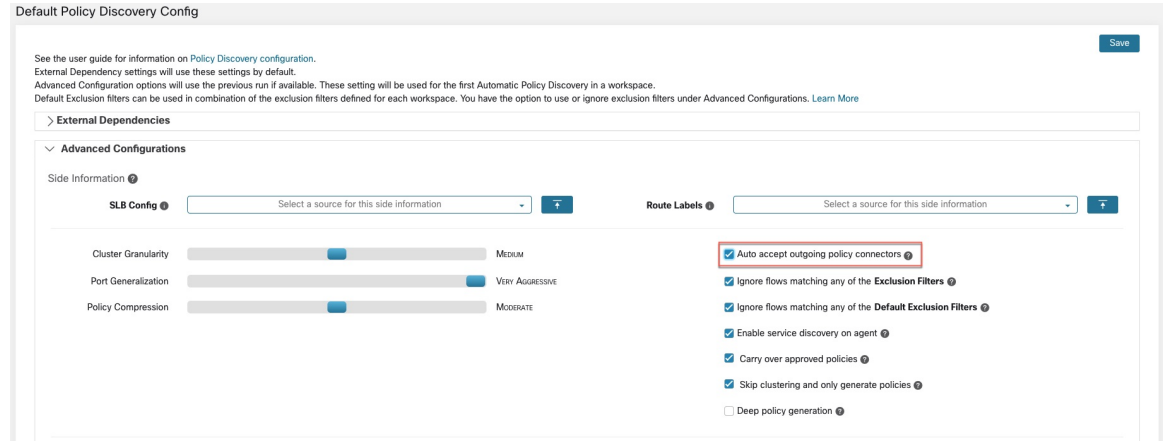 Default Policy Discovery Config
Save
See the user guide for information on Policy Discovery configuration.
External Dependency settings will use these settings by default.
Advanced Configuration options will use the previous run if available. These setting will be used for the first Automatic Policy Discovery in a workspace.
Default Exclusion filters can be used in combination of the exclusion filters defined for each workspace. You have the option to use or ignore exclusion filters under Advanced Configurations. Learn More
External Dependencies
Advanced Configurations
Side Information
SLB Config
Select a source for this side information
Route Labels
Select a source for this side information
Cluster Granularity
MEDIUM
Port Generalization
VERY AGGRESSIVE
Policy Compression
MODERATE
Auto accept outgoing policy connectors
Ignore flows matching any of the Exclusion Filters
Ignore flows matching any of the Default Exclusion Filters
Enable service discovery on agent
Carry over approved policies
Skip clustering and only generate policies
Deep policy generation